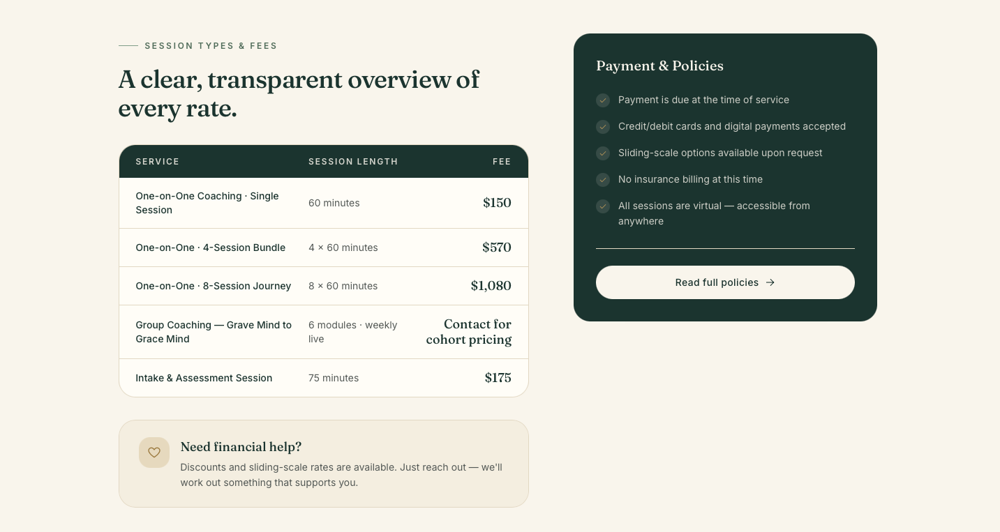 SESSION TYPES & FEES
A clear, transparent overview of
every rate.
SERVICE SESSION LENGTH FEE
One-on-One Coaching · Single
Session
60 minutes
$150
One-on-One · 4-Session Bundle 4 × 60 minutes $570
One-on-One · 8-Session Journey 8 × 60 minutes $1,080
Group Coaching — Grave Mind to
Grace Mind
6 modules · weekly
live
Contact for
cohort pricing
Intake & Assessment Session 75 minutes $175
Need financial help?
Discounts and sliding-scale rates are available. Just reach out — we'll
work out something that supports you.
Payment & Policies
Payment is due at the time of service
Credit/debit cards and digital payments accepted
Sliding-scale options available upon request
No insurance billing at this time
All sessions are virtual — accessible from
anywhere
Read full policies →